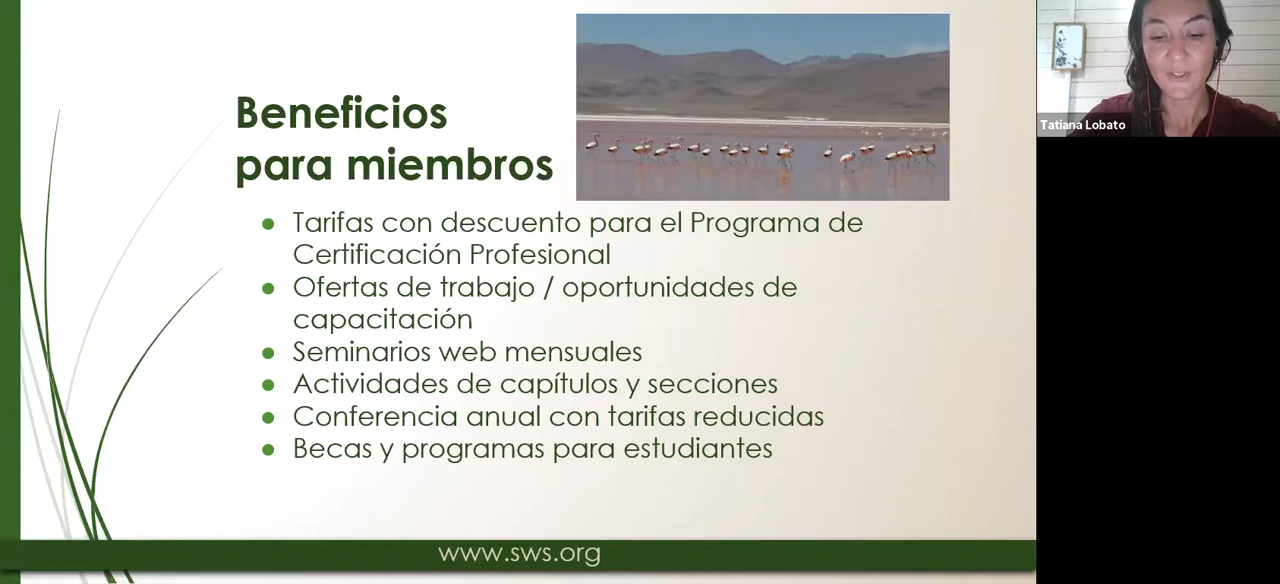 Beneficios
para miembros
● Tarifas con descuento para el Programa de
Certificación Profesional
● Ofertas de trabajo / oportunidades de
capacitación
● Seminarios web mensuales
● Actividades de capítulos y secciones
● Conferencia anual con tarifas reducidas
● Becas y programas para estudiantes
www.sws.org
Tatiana Lobato